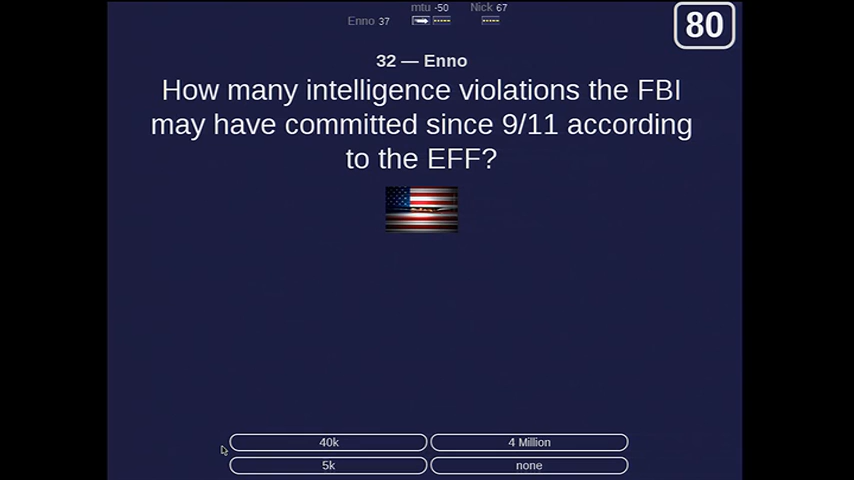 mtu -50
Nick 67
Enno 37
80
32 — Enno
How many intelligence violations the FBI
may have committed since 9/11 according
to the EFF?
40k
4 Million
5k
none